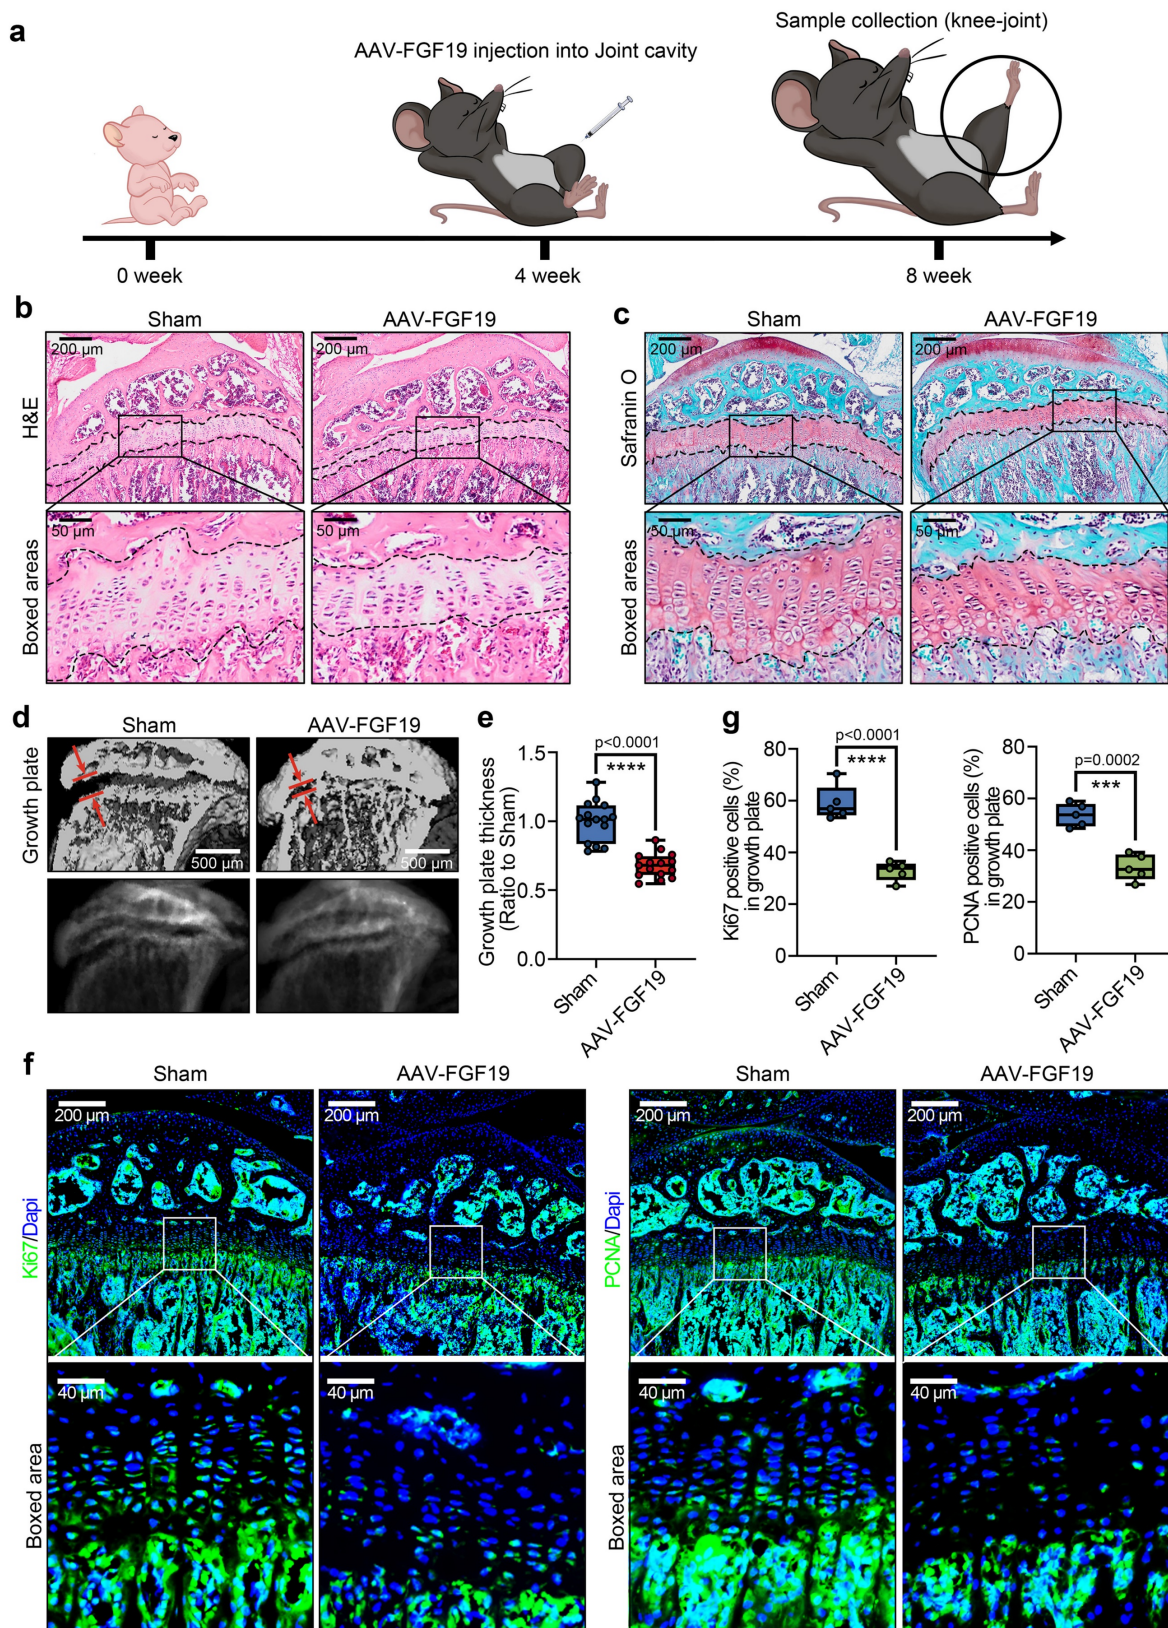 a
AAV-FGF19 injection into Joint cavity
Sample collection (knee-joint)
0 week
4 week
8 week
b
Sham
AAV-FGF19
H&E
200 µm
200 µm
Boxed areas
50 µm
50 µm
c
Sham
AAV-FGF19
Safranin O
200 µm
200 µm
Boxed areas
50 µm
50 µm
d
Sham
AAV-FGF19
Growth plate
500 µm
500 µm
e
Growth plate thickness
(Ratio to Sham)
p<0.0001
****
1.5
1.0
0.5
0.0
Sham
AAV-FGF19
g
Ki67 positive cells (%)
in growth plate
p<0.0001
****
80
60
40
20
0
Sham
AAV-FGF19
PCNA positive cells (%)
in growth plate
p=0.0002
***
80
60
40
20
0
Sham
AAV-FGF19
f
Sham
AAV-FGF19
Ki67/Dapi
200 µm
200 µm
Boxed area
40 µm
40 µm
Sham
AAV-FGF19
PCNA/Dapi
200 µm
200 µm
Boxed area
40 µm
40 µm